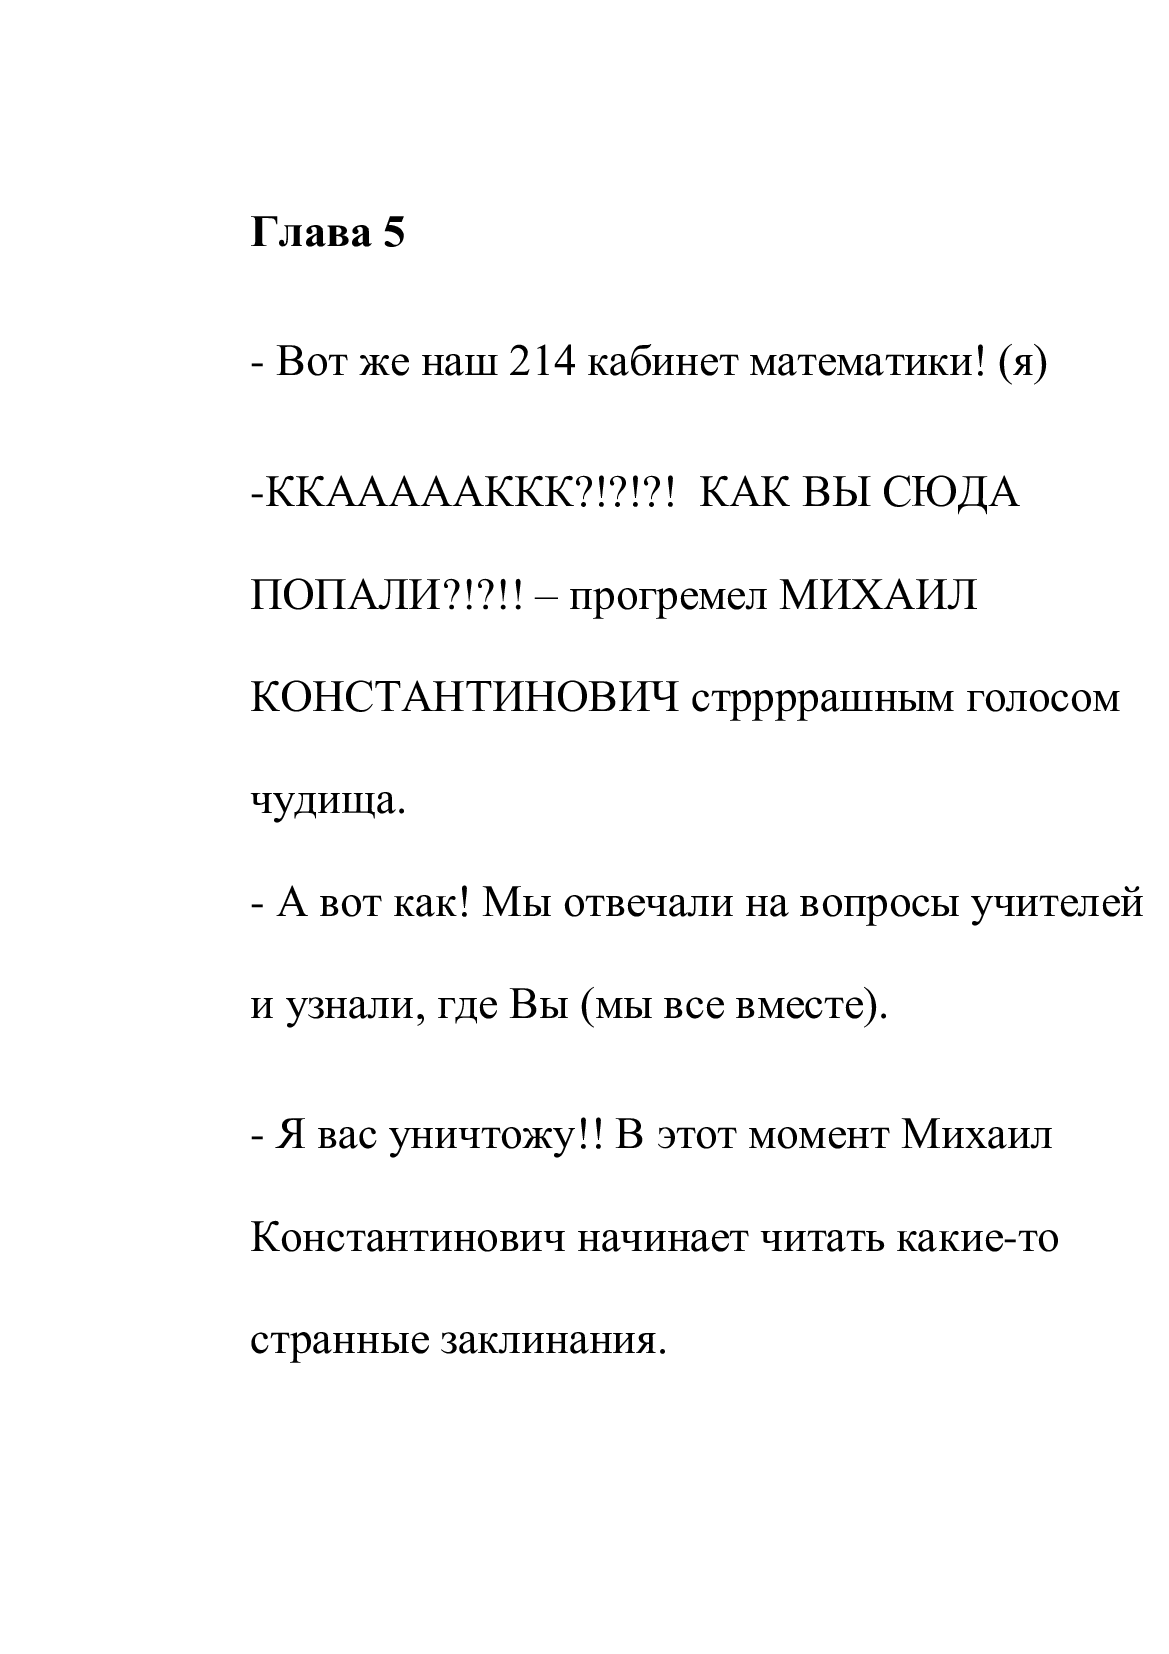 Глава 5
- Вот же наш 214 кабинет математики! (я)
-ККАААААККК?!?!?!  КАК ВЫ СЮДА
ПОПАЛИ?!?!! – прогремел МИХАИЛ
КОНСТАНТИНОВИЧ стррррашным голосом
чудища.
- А вот как! Мы отвечали на вопросы учителей
и узнали, где Вы (мы все вместе).
- Я вас уничтожу!! В этот момент Михаил
Константинович начинает читать какие-то
странные заклинания.